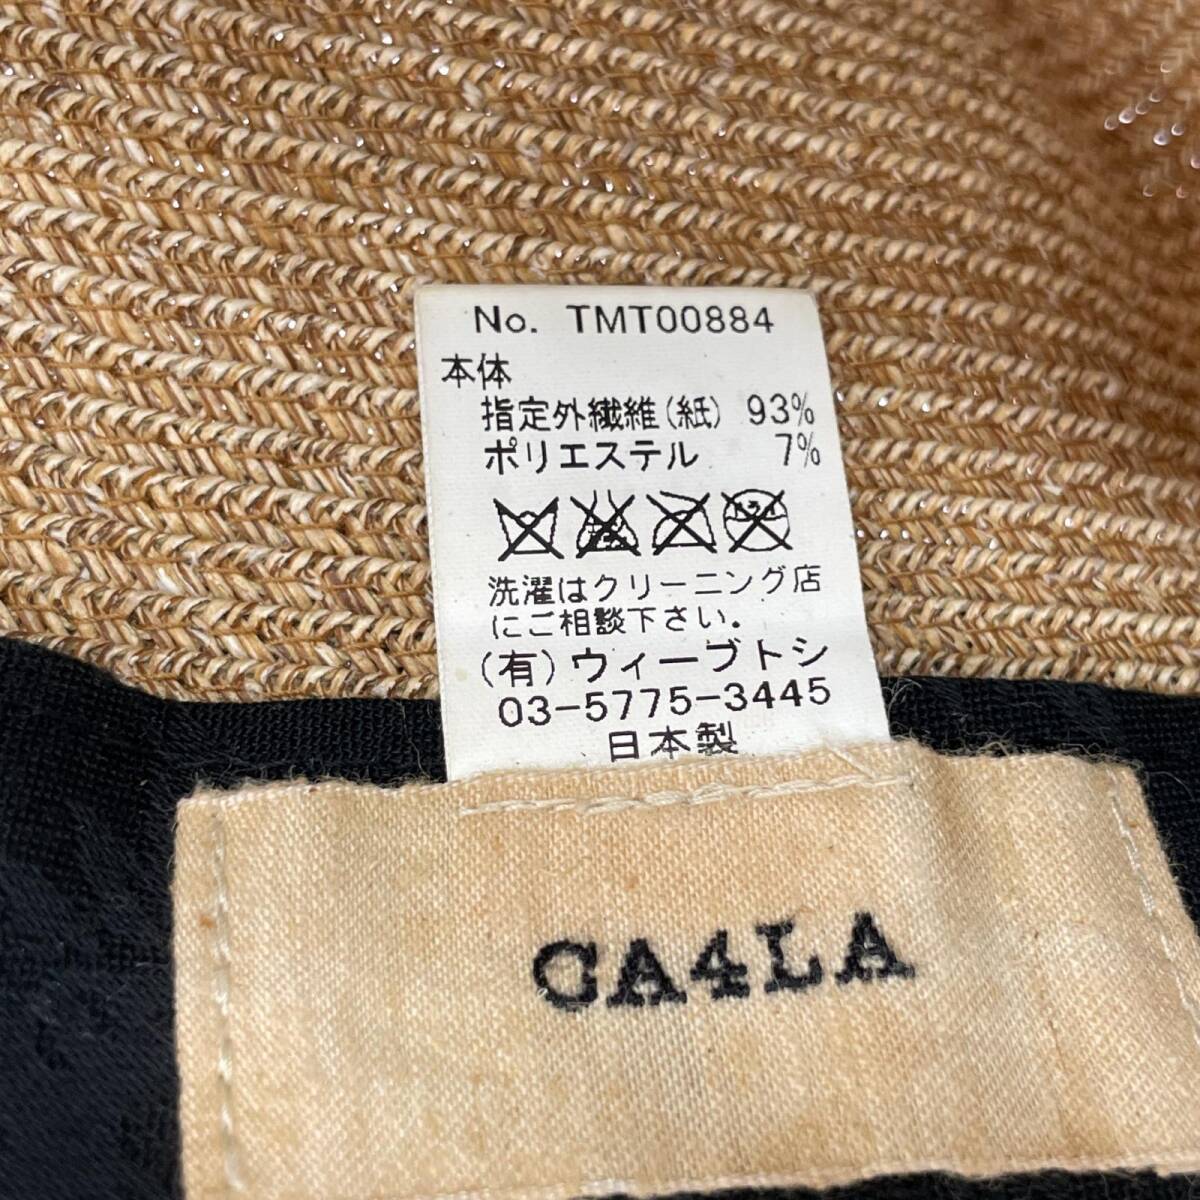 No. TMT00884
本体
指定外繊維(紙) 93%
ポリエステル 7%
洗濯はクリーニング店
にご相談下さい.
(有)ウィーブトシ
03-5775-3445
日本製
CA4LA